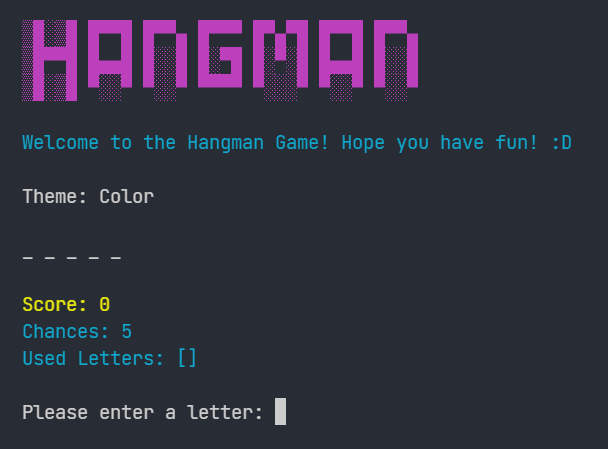 HANGMAN
Welcome to the Hangman Game! Hope you have fun! :D
Theme: Color
_ _ _ _ _
Score: 0
Chances: 5
Used Letters: []
Please enter a letter: